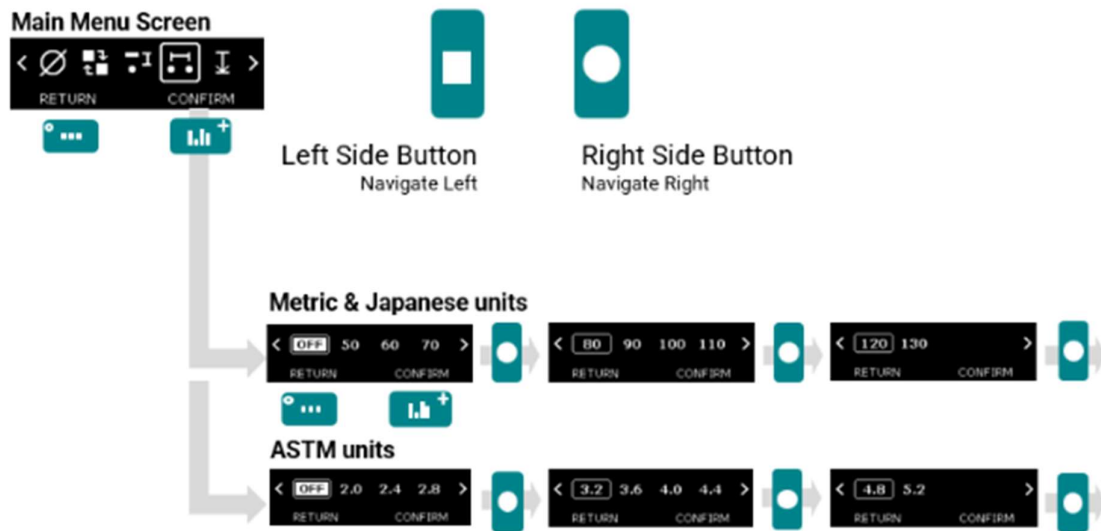 Main Menu Screen
RETURN CONFIRM
Left Side Button
Navigate Left
Right Side Button
Navigate Right
Metric & Japanese units
< OFF 50 60 70 >
RETURN CONFIRM
< 80 90 100 110 >
RETURN CONFIRM
< 120 130 >
RETURN CONFIRM
ASTM units
< OFF 2.0 2.4 2.8 >
RETURN CONFIRM
< 3.2 3.6 4.0 4.4 >
RETURN CONFIRM
< 4.8 5.2 >
RETURN CONFIRM